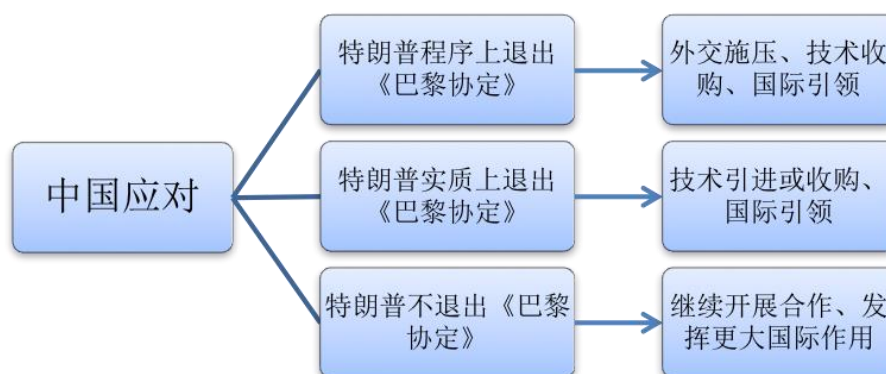 中国应对
特朗普程序上退出
《巴黎协定》
外交施压、技术收
购、国际引领
特朗普实质上退出
《巴黎协定》
技术引进或收购、
国际引领
特朗普不退出《巴黎
协定》
继续开展合作、发
挥更大国际作用